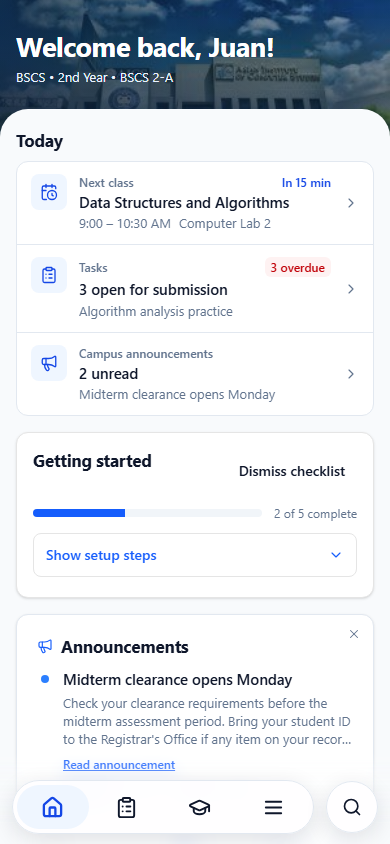 Welcome back, Juan!
BSCS • 2nd Year • BSCS 2-A
Today
Next class
In 15 min
Data Structures and Algorithms
9:00 – 10:30 AM Computer Lab 2
Tasks
3 overdue
3 open for submission
Algorithm analysis practice
Campus announcements
2 unread
Midterm clearance opens Monday
Getting started
Dismiss checklist
2 of 5 complete
Show setup steps
Announcements
Midterm clearance opens Monday
Check your clearance requirements before the
midterm assessment period. Bring your student ID
to the Registrar's Office if any item on your recor...
Read announcement